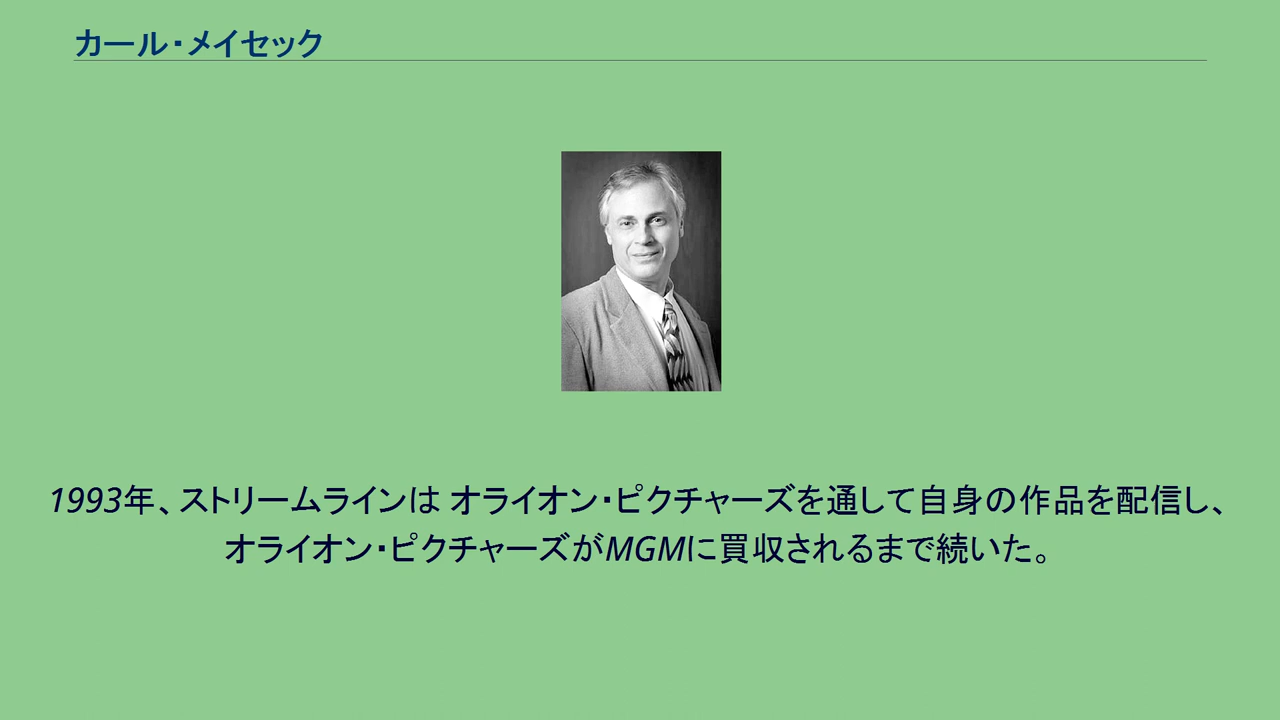 カール・メイセック
1993年、ストリームラインは オライオン・ピクチャーズを通して自身の作品を配信し、
オライオン・ピクチャーズがMGMに買収されるまで続いた。